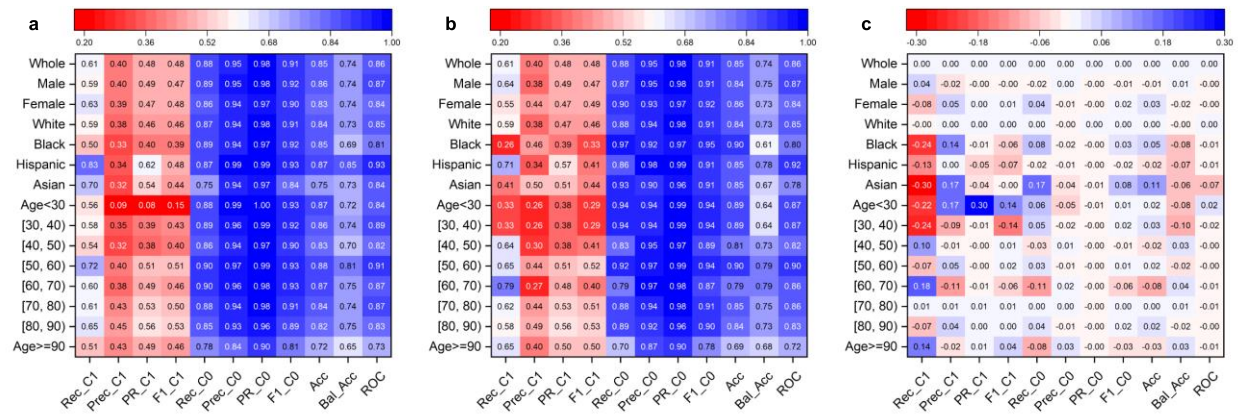 a
0.20 0.36 0.52 0.68 0.84 1.00
Whole 0.61 0.40 0.48 0.48 0.88 0.95 0.98 0.91 0.85 0.74 0.86
Male 0.59 0.40 0.49 0.47 0.89 0.95 0.98 0.92 0.86 0.74 0.87
Female 0.63 0.39 0.47 0.48 0.86 0.94 0.97 0.90 0.83 0.74 0.84
White 0.59 0.38 0.46 0.46 0.87 0.94 0.98 0.91 0.84 0.73 0.85
Black 0.50 0.33 0.40 0.39 0.89 0.94 0.97 0.92 0.85 0.69 0.81
Hispanic 0.83 0.34 0.62 0.48 0.87 0.99 0.99 0.93 0.87 0.85 0.93
Asian 0.70 0.32 0.54 0.44 0.75 0.94 0.97 0.84 0.75 0.73 0.84
Age<30 0.56 0.09 0.08 0.15 0.88 0.99 1.00 0.93 0.87 0.72 0.84
[30, 40) 0.58 0.35 0.39 0.43 0.89 0.95 0.98 0.92 0.86 0.74 0.89
[40, 50) 0.54 0.32 0.38 0.40 0.86 0.94 0.97 0.90 0.83 0.70 0.82
[50, 60) 0.72 0.40 0.51 0.51 0.90 0.97 0.99 0.93 0.88 0.81 0.91
[60, 70) 0.60 0.38 0.49 0.46 0.90 0.96 0.98 0.93 0.87 0.75 0.87
[70, 80) 0.61 0.43 0.53 0.50 0.88 0.94 0.98 0.91 0.84 0.75 0.87
[80, 90) 0.65 0.45 0.56 0.53 0.85 0.93 0.96 0.89 0.82 0.75 0.83
Age>=90 0.51 0.43 0.49 0.46 0.78 0.84 0.90 0.81 0.72 0.65 0.73
Rec_C1 Prec_C1 PR_C1 F1_C1 Rec_C0 Prec_C0 PR_C0 F1_C0 Acc Bal_Acc ROC
b
0.20 0.36 0.52 0.68 0.84 1.00
Whole 0.61 0.40 0.48 0.48 0.88 0.95 0.98 0.91 0.85 0.74 0.86
Male 0.64 0.38 0.49 0.47 0.87 0.95 0.98 0.91 0.85 0.75 0.87
Female 0.55 0.44 0.47 0.49 0.90 0.93 0.97 0.92 0.86 0.73 0.84
White 0.59 0.38 0.47 0.46 0.88 0.94 0.98 0.91 0.84 0.73 0.86
Black 0.26 0.46 0.39 0.33 0.97 0.92 0.97 0.95 0.90 0.61 0.80
Hispanic 0.71 0.34 0.57 0.41 0.86 0.98 0.99 0.91 0.85 0.78 0.92
Asian 0.41 0.50 0.51 0.44 0.93 0.90 0.96 0.92 0.85 0.67 0.78
Age<30 0.33 0.26 0.38 0.29 0.95 0.94 0.99 0.95 0.90 0.64 0.87
[30, 40) 0.33 0.26 0.38 0.29 0.95 0.94 0.99 0.95 0.90 0.64 0.87
[40, 50) 0.64 0.30 0.38 0.41 0.83 0.95 0.97 0.89 0.81 0.73 0.82
[50, 60) 0.65 0.44 0.51 0.52 0.92 0.97 0.99 0.94 0.90 0.79 0.90
[60, 70) 0.79 0.27 0.48 0.40 0.79 0.97 0.98 0.87 0.79 0.79 0.86
[70, 80) 0.62 0.44 0.53 0.51 0.88 0.94 0.98 0.91 0.85 0.75 0.86
[80, 90) 0.58 0.49 0.56 0.53 0.89 0.92 0.96 0.90 0.84 0.73 0.83
Age>=90 0.65 0.40 0.50 0.50 0.70 0.87 0.90 0.78 0.69 0.68 0.72
Rec_C1 Prec_C1 PR_C1 F1_C1 Rec_C0 Prec_C0 PR_C0 F1_C0 Acc Bal_Acc ROC
c
-0.30 -0.18 -0.06 0.06 0.18 0.30
Whole 0.00 0.00 0.00 0.00 0.00 0.00 0.00 0.00 0.00 0.00 0.00
Male 0.04 -0.02 -0.00 -0.00 -0.02 0.00 -0.00 -0.01 -0.01 0.01 -0.00
Female -0.08 0.05 0.00 0.01 0.04 -0.01 -0.00 0.02 0.03 -0.02 -0.00
White -0.00 0.00 0.00 0.00 0.00 -0.00 0.00 0.00 0.00 -0.00 0.00
Black -0.24 0.14 -0.01 -0.06 0.08 -0.02 -0.00 0.03 0.05 -0.08 -0.01
Hispanic -0.13 0.00 -0.05 -0.07 -0.02 -0.01 -0.00 -0.01 -0.02 -0.07 -0.01
Asian -0.30 0.17 -0.04 -0.00 0.17 -0.04 -0.01 0.08 0.11 -0.06 -0.07
Age<30 -0.22 0.17 0.30 0.14 0.06 -0.05 -0.01 0.01 0.03 -0.08 0.02
[30, 40) -0.24 -0.09 -0.01 -0.14 0.05 -0.02 -0.00 0.02 0.03 -0.10 -0.02
[40, 50) 0.10 -0.01 -0.00 0.01 -0.03 0.01 -0.00 -0.01 -0.02 0.03 -0.00
[50, 60) -0.07 0.05 -0.00 0.01 0.03 -0.01 -0.00 0.01 0.02 -0.02 -0.00
[60, 70) 0.18 -0.11 -0.01 -0.06 -0.11 0.02 -0.00 -0.06 -0.08 0.04 -0.01
[70, 80) 0.01 0.01 0.01 0.01 0.00 0.00 0.00 0.00 0.00 0.01 -0.01
[80, 90) -0.07 0.04 -0.00 0.00 0.04 -0.01 -0.00 0.02 0.02 -0.02 -0.01
Age>=90 0.14 -0.02 0.01 0.04 -0.08 0.03 -0.00 -0.03 -0.03 0.03 -0.01
Rec_C1 Prec_C1 PR_C1 F1_C1 Rec_C0 Prec_C0 PR_C0 F1_C0 Acc Bal_Acc ROC